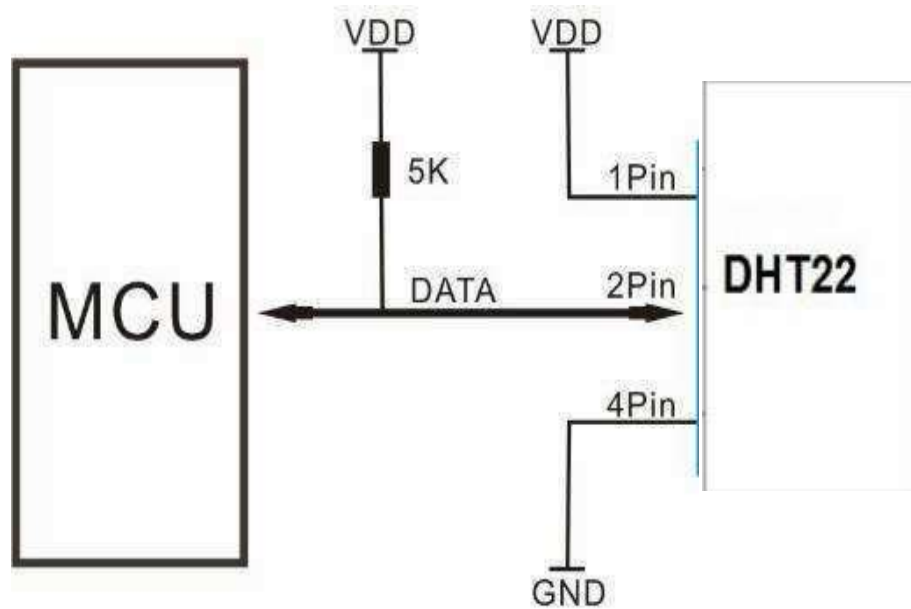 VDD
VDD
5K
1Pin
MCU
DATA
2Pin
DHT22
4Pin
GND